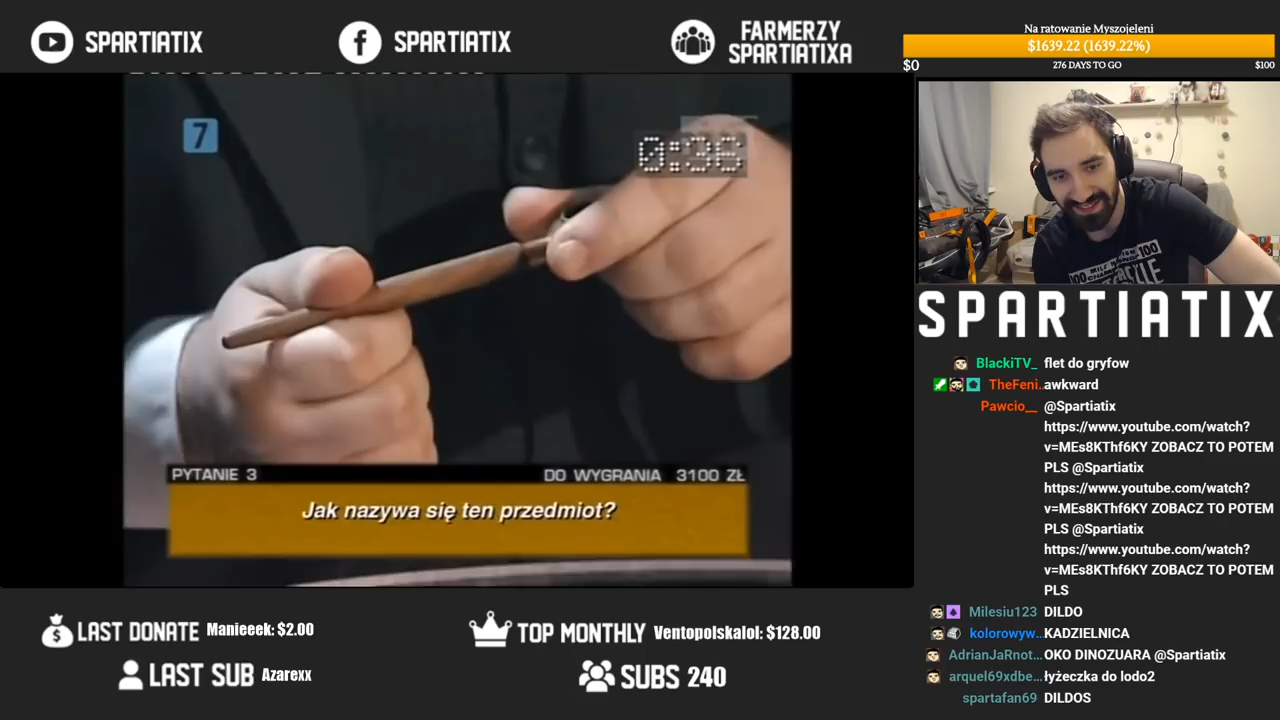 SPARTIATIX
SPARTIATIX
FARMERZY
SPARTIATIXA
Na ratowanie Myszojeleni
$1639.22 (1639.22%)
$0
276 DAYS TO GO
$100
7
0:36
PYTANIE 3
DO WYGRANIA 3100 ZŁ
Jak nazywa się ten przedmiot?
SPARTIATIX
BlackiTV_ flet do gryfow
TheFeni.. awkward
Pawcio__ @Spartiatix
https://www.youtube.com/watch?
v=MEs8KThf6KY ZOBACZ TO POTEM
PLS @Spartiatix
https://www.youtube.com/watch?
v=MEs8KThf6KY ZOBACZ TO POTEM
PLS @Spartiatix
https://www.youtube.com/watch?
v=MEs8KThf6KY ZOBACZ TO POTEM
PLS
Milesiu123 DILDO
kolorowyw... KADZIELNICA
AdrianJaRnot... OKO DINOZUARA @Spartiatix
arquel69xdbe... łyżeczka do lodo2
spartafan69 DILDOS
LAST DONATE Manieeek: $2.00
TOP MONTHLY Ventopolskalol: $128.00
LAST SUB Azarexx
SUBS 240